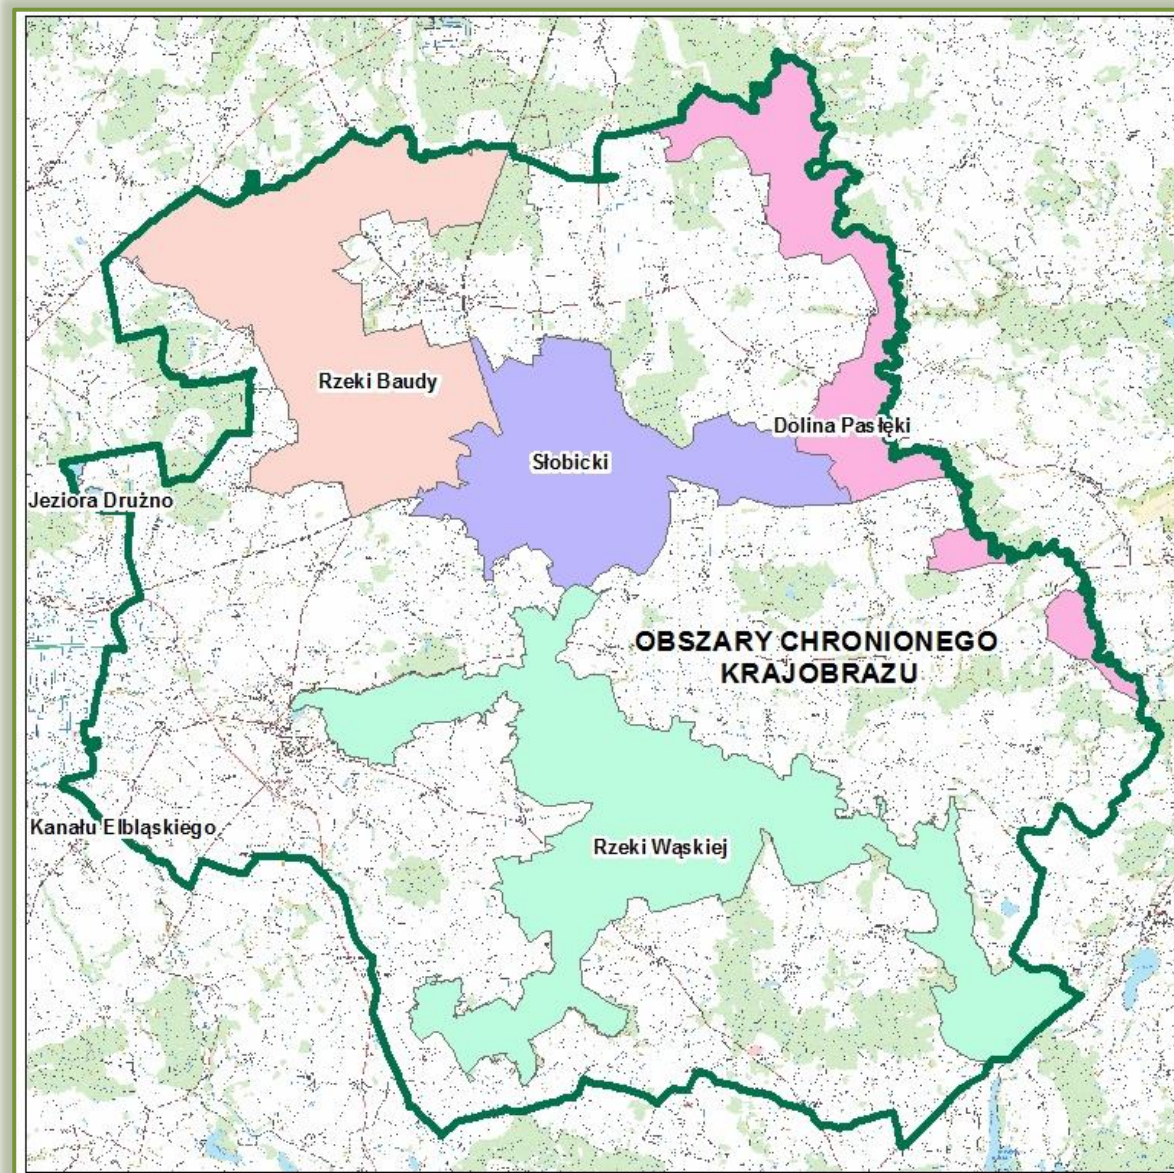 Rzeki Baudy
Dolina Pasłęki
Słobicki
Jeziora Drużno
OBSZARY CHRONIONEGO
KRAJOBRAZU
Kanału Elbląskiego
Rzeki Wąskiej